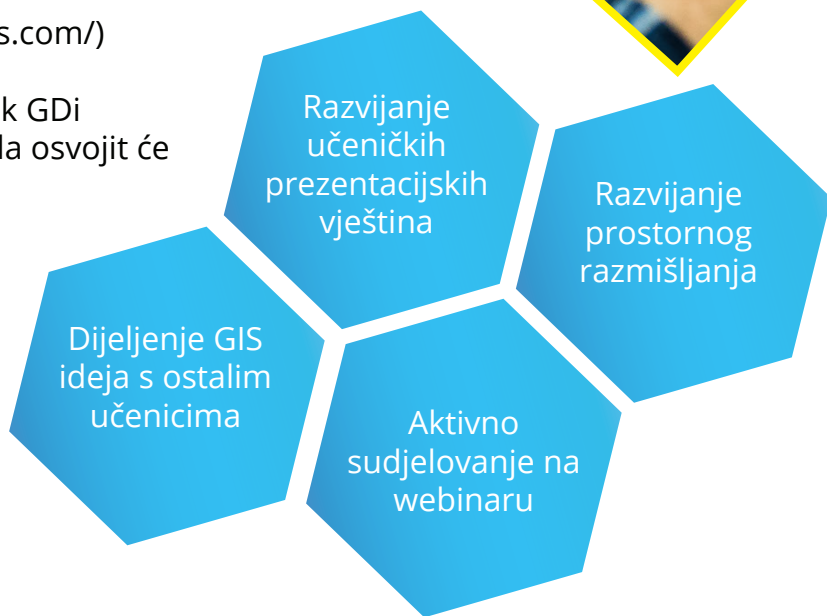 s.com/)
k GDi
la osvojit će
Razvijanje
učeničkih
prezentacijskih
vještina
Razvijanje
prostornog
razmišljanja
Dijeljenje GIS
ideja s ostalim
učenicima
Aktivno
sudjelovanje na
webinaru